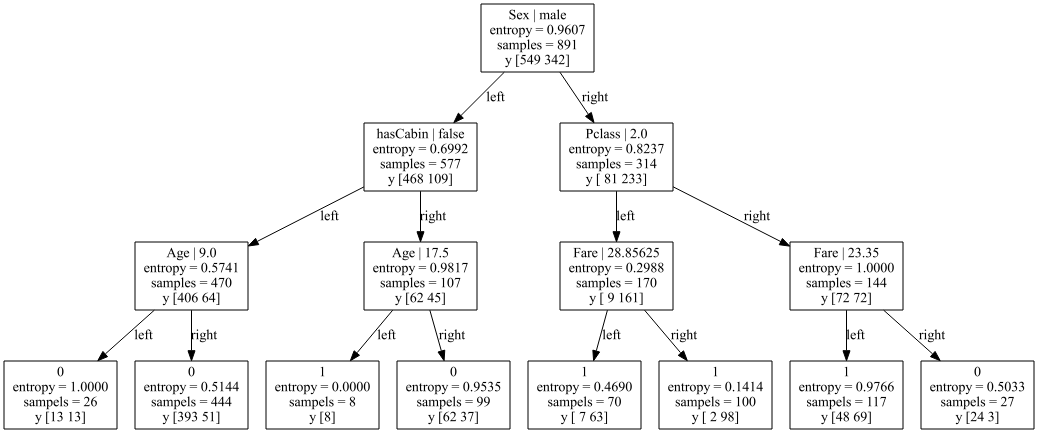 Sex | male
entropy = 0.9607
samples = 891
y [549 342]
left
right
hasCabin | false
entropy = 0.6992
samples = 577
y [468 109]
Pclass | 2.0
entropy = 0.8237
samples = 314
y [ 81 233]
left
right
left
right
Age | 9.0
entropy = 0.5741
samples = 470
y [406 64]
Age | 17.5
entropy = 0.9817
samples = 107
y [62 45]
Fare | 28.85625
entropy = 0.2988
samples = 170
y [ 9 161]
Fare | 23.35
entropy = 1.0000
samples = 144
y [72 72]
left
right
left
right
left
right
left
right
0
entropy = 1.0000
sampels = 26
y [13 13]
0
entropy = 0.5144
sampels = 444
y [393 51]
1
entropy = 0.0000
sampels = 8
y [8]
0
entropy = 0.9535
sampels = 99
y [62 37]
1
entropy = 0.4690
sampels = 70
y [ 7 63]
1
entropy = 0.1414
sampels = 100
y [ 2 98]
1
entropy = 0.9766
sampels = 117
y [48 69]
0
entropy = 0.5033
sampels = 27
y [24 3]